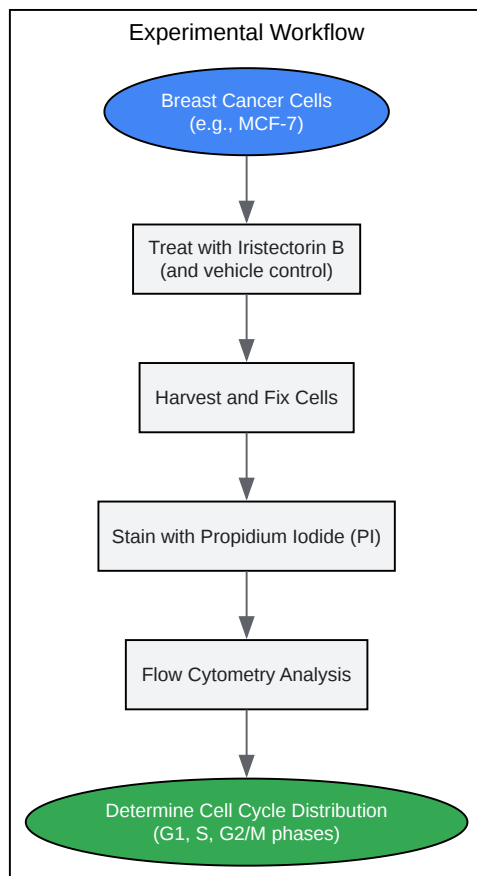 Experimental Workflow
Breast Cancer Cells
(e.g., MCF-7)
Treat with Iristectorin B
(and vehicle control)
Harvest and Fix Cells
Stain with Propidium Iodide (PI)
Flow Cytometry Analysis
Determine Cell Cycle Distribution
(G1, S, G2/M phases)